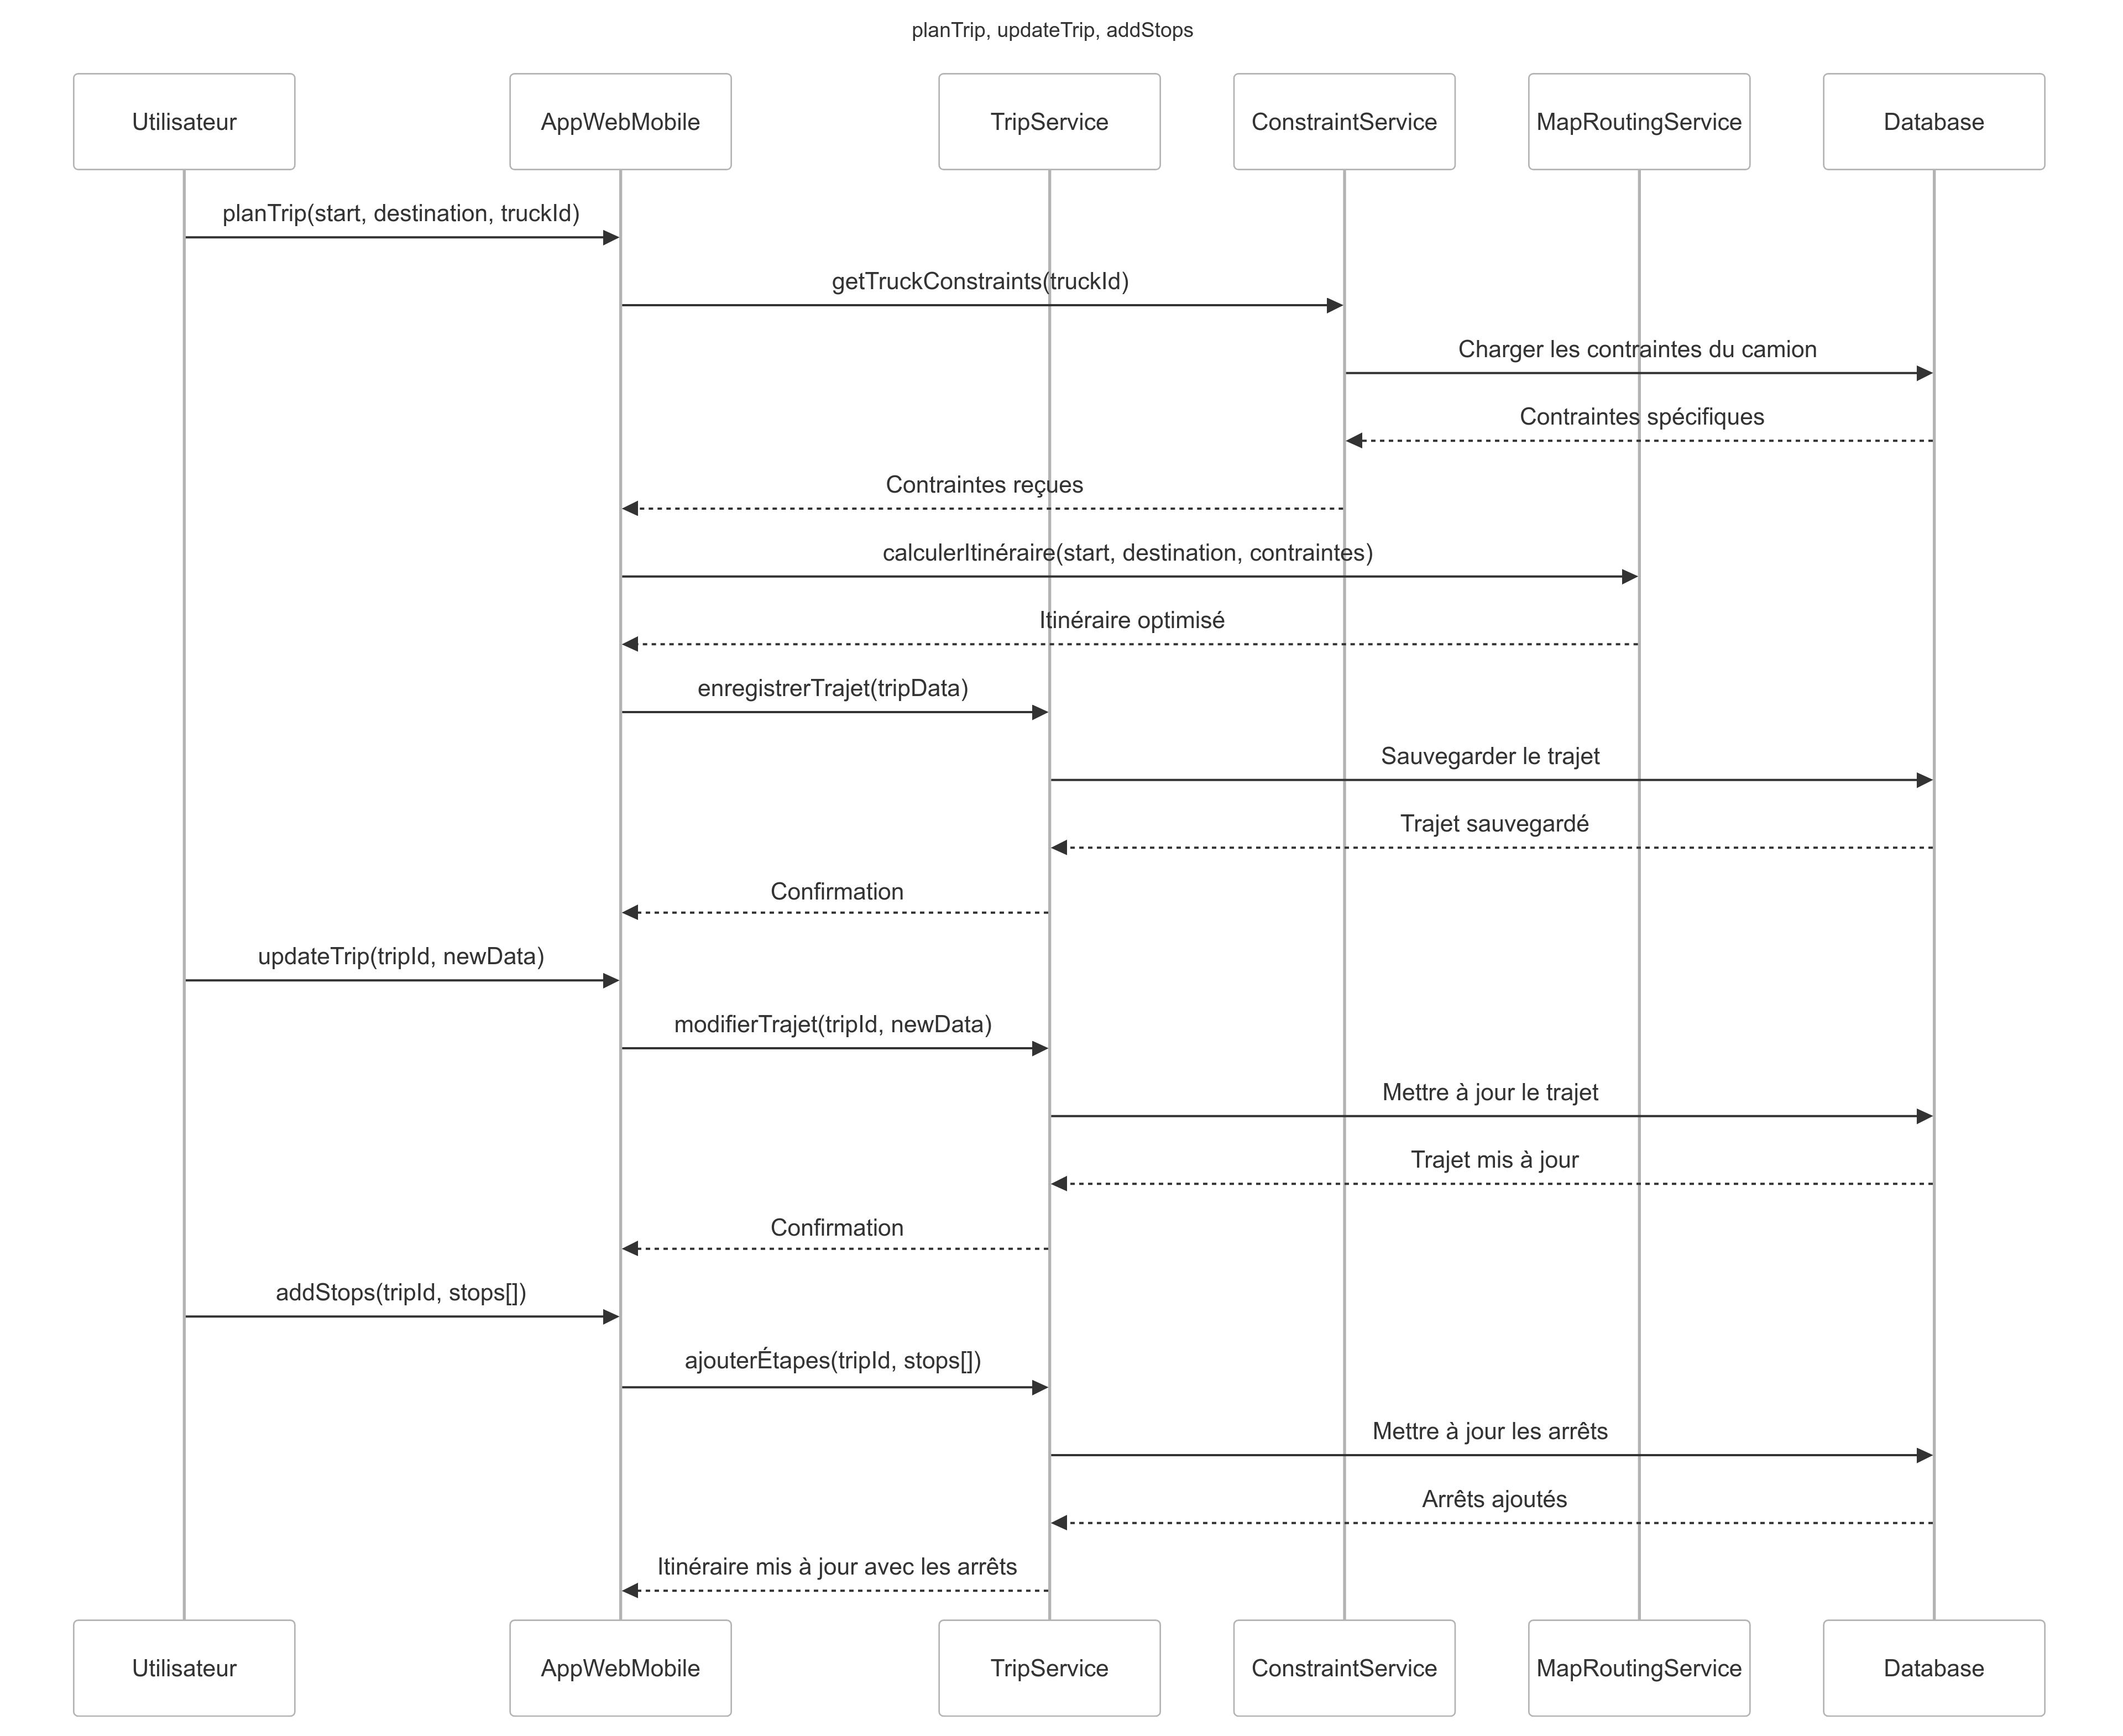 planTrip, updateTrip, addStops
Utilisateur
AppWebMobile
TripService
ConstraintService
MapRoutingService
Database
planTrip(start, destination, truckId)
getTruckConstraints(truckId)
Charger les contraintes du camion
Contraintes spécifiques
Contraintes reçues
calculerItinéraire(start, destination, contraintes)
Itinéraire optimisé
enregistrerTrajet(tripData)
Sauvegarder le trajet
Trajet sauvegardé
Confirmation
updateTrip(tripId, newData)
modifierTrajet(tripId, newData)
Mettre à jour le trajet
Trajet mis à jour
Confirmation
addStops(tripId, stops[])
ajouterÉtapes(tripId, stops[])
Mettre à jour les arrêts
Arrêts ajoutés
Itinéraire mis à jour avec les arrêts
Utilisateur
AppWebMobile
TripService
ConstraintService
MapRoutingService
Database